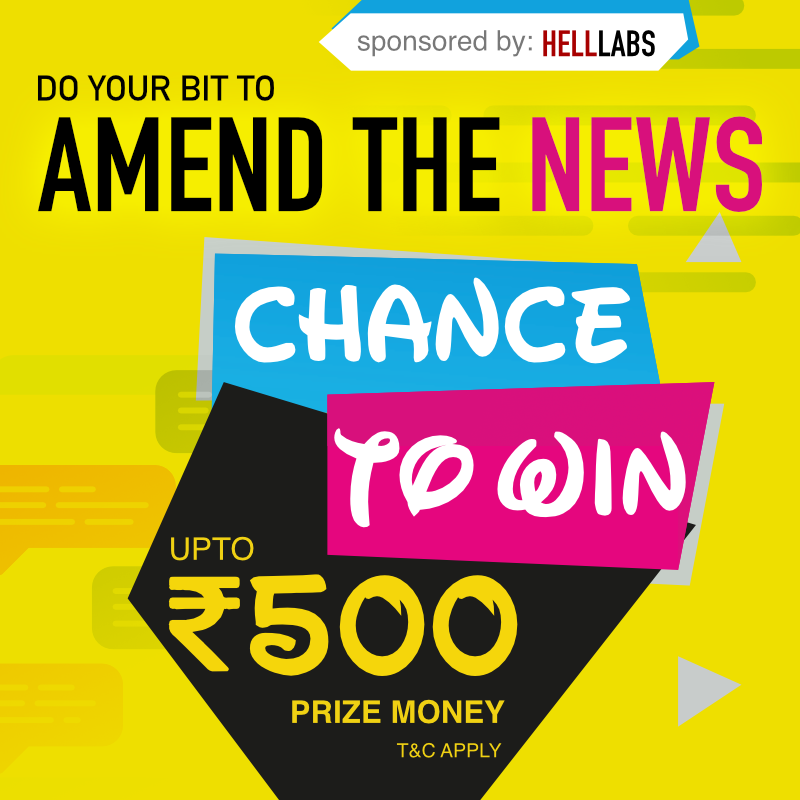 sponsored by: HELLLABS
DO YOUR BIT TO
AMEND THE NEWS
CHANCE
TO WIN
UPTO
₹500
PRIZE MONEY
T&C APPLY